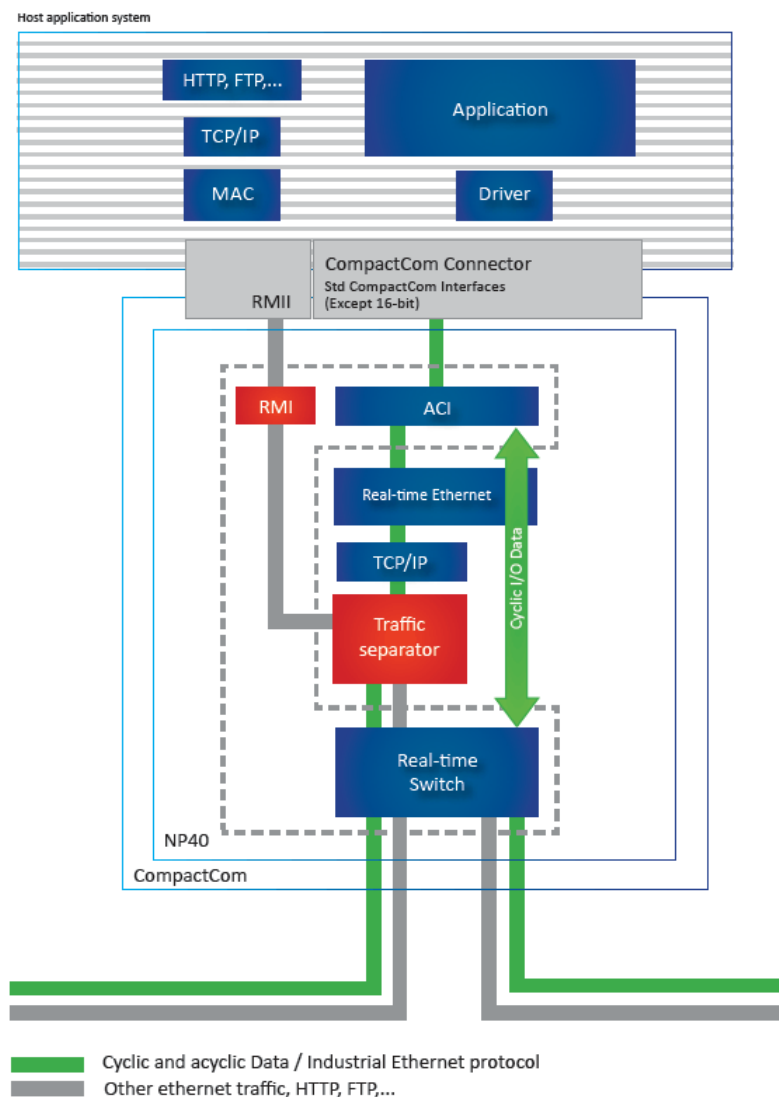 Host application system
HTTP, FTP,...
Application
TCP/IP
MAC
Driver
CompactCom Connector
Std CompactCom Interfaces
(Except 16-bit)
RMII
RMI
ACI
Real-time Ethernet
TCP/IP
Cyclic I/O Data
Traffic
separator
Real-time
Switch
NP40
CompactCom
Cyclic and acyclic Data / Industrial Ethernet protocol
Other ethernet traffic, HTTP, FTP,...